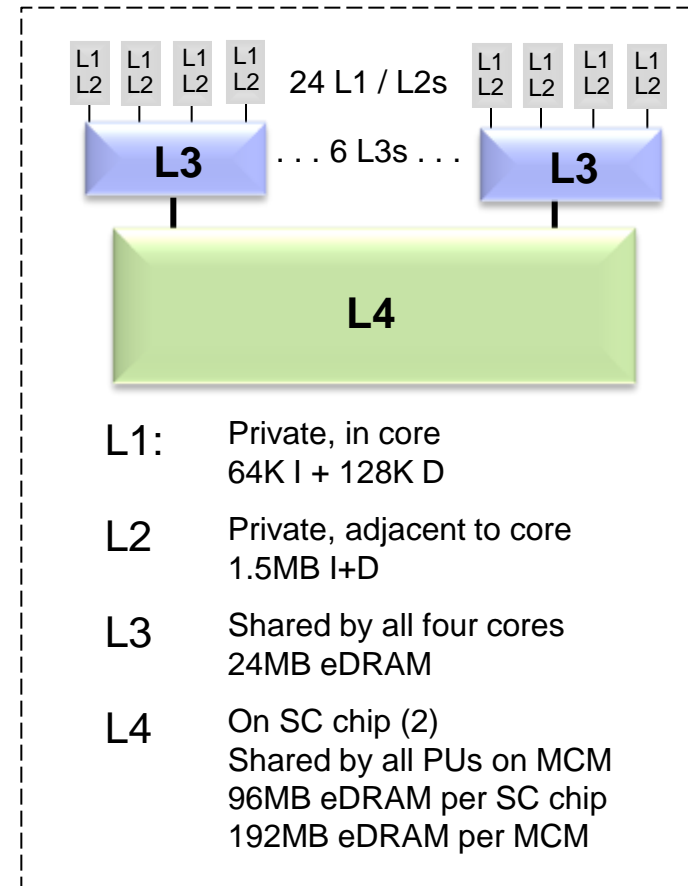 L1 L1 L1 L1 L1 L1 L1 L1
L2 L2 L2 L2 24 L1 / L2s L2 L2 L2 L2
L3 . . . 6 L3s . . . L3
L4
L1: Private, in core
64K I + 128K D
L2 Private, adjacent to core
1.5MB I+D
L3 Shared by all four cores
24MB eDRAM
L4 On SC chip (2)
Shared by all PUs on MCM
96MB eDRAM per SC chip
192MB eDRAM per MCM